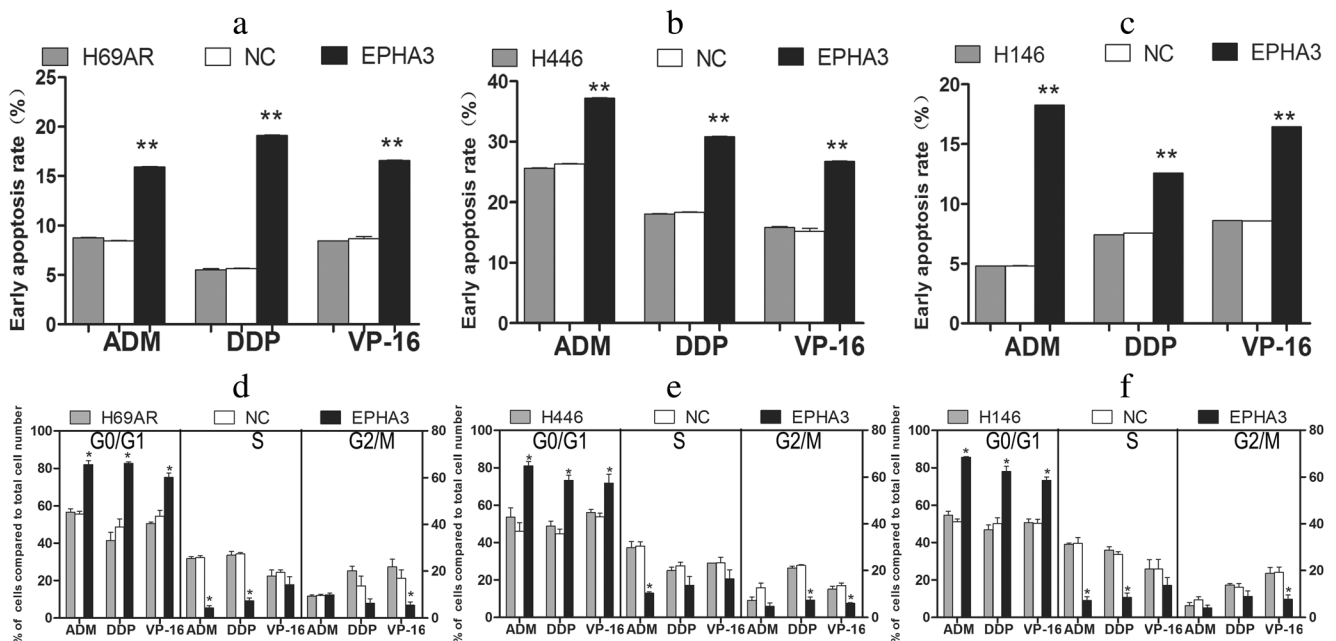 a
H69AR NC EPHA3
Early apoptosis rate (%)
25
20
15
10
5
0
** ** **
ADM DDP VP-16
b
H446 NC EPHA3
Early apoptosis rate (%)
40
30
20
10
0
** ** **
ADM DDP VP-16
c
H146 NC EPHA3
Early apoptosis rate (%)
20
15
10
5
0
** ** **
ADM DDP VP-16
d
H69AR NC EPHA3
% of cells compared to total cell number
100
80
60
40
20
0
G0/G1 S G2/M
* * * * * *
80
60
40
20
0
ADM DDP VP-16 ADM DDP VP-16 ADM DDP VP-16
e
H446 NC EPHA3
% of cells compared to total cell number
100
80
60
40
20
0
G0/G1 S G2/M
* * * * * *
80
60
40
20
0
ADM DDP VP-16 ADM DDP VP-16 ADM DDP VP-16
f
H146 NC EPHA3
% of cells compared to total cell number
100
80
60
40
20
0
G0/G1 S G2/M
* * * * * *
80
60
40
20
0
ADM DDP VP-16 ADM DDP VP-16 ADM DDP VP-16